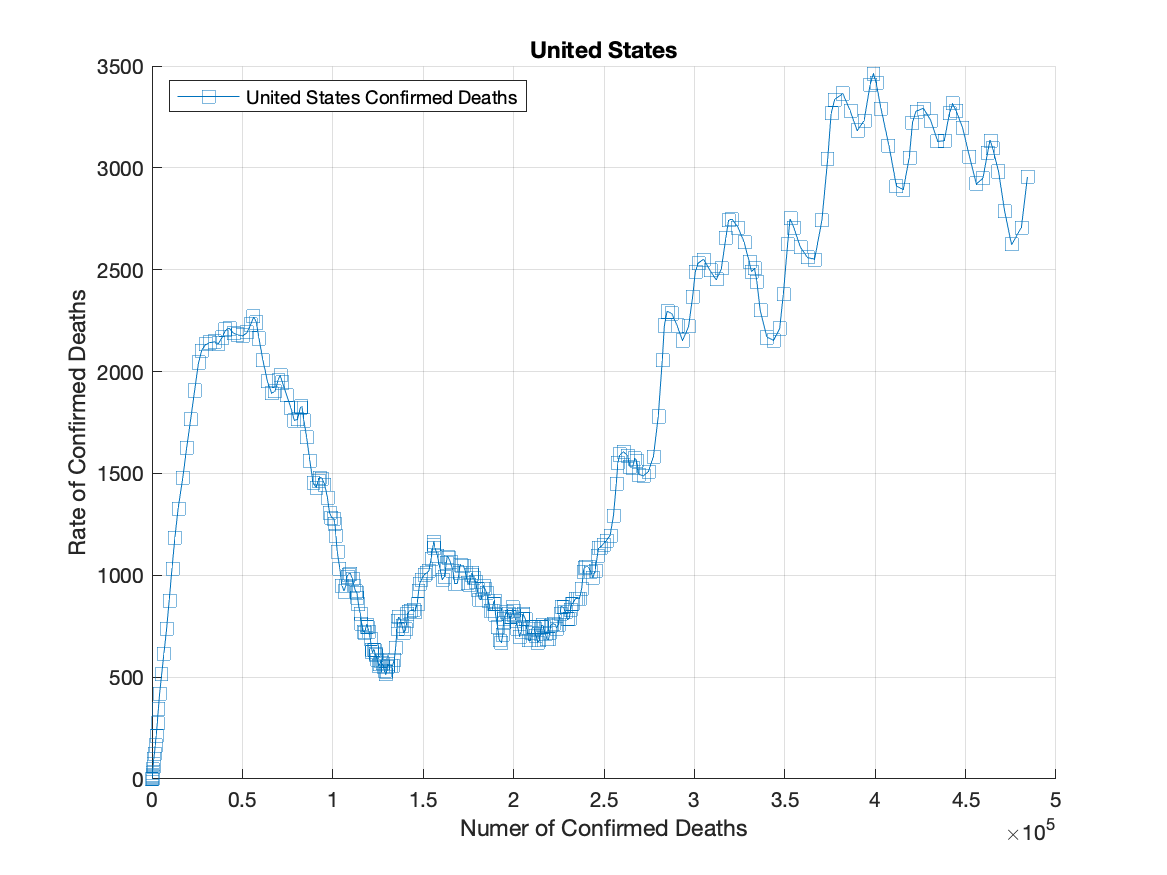 United States
United States Confirmed Deaths
3500
3000
2500
2000
1500
1000
500
0
Rate of Confirmed Deaths
0 0.5 1 1.5 2 2.5 3 3.5 4 4.5 5
Numer of Confirmed Deaths
×10⁵